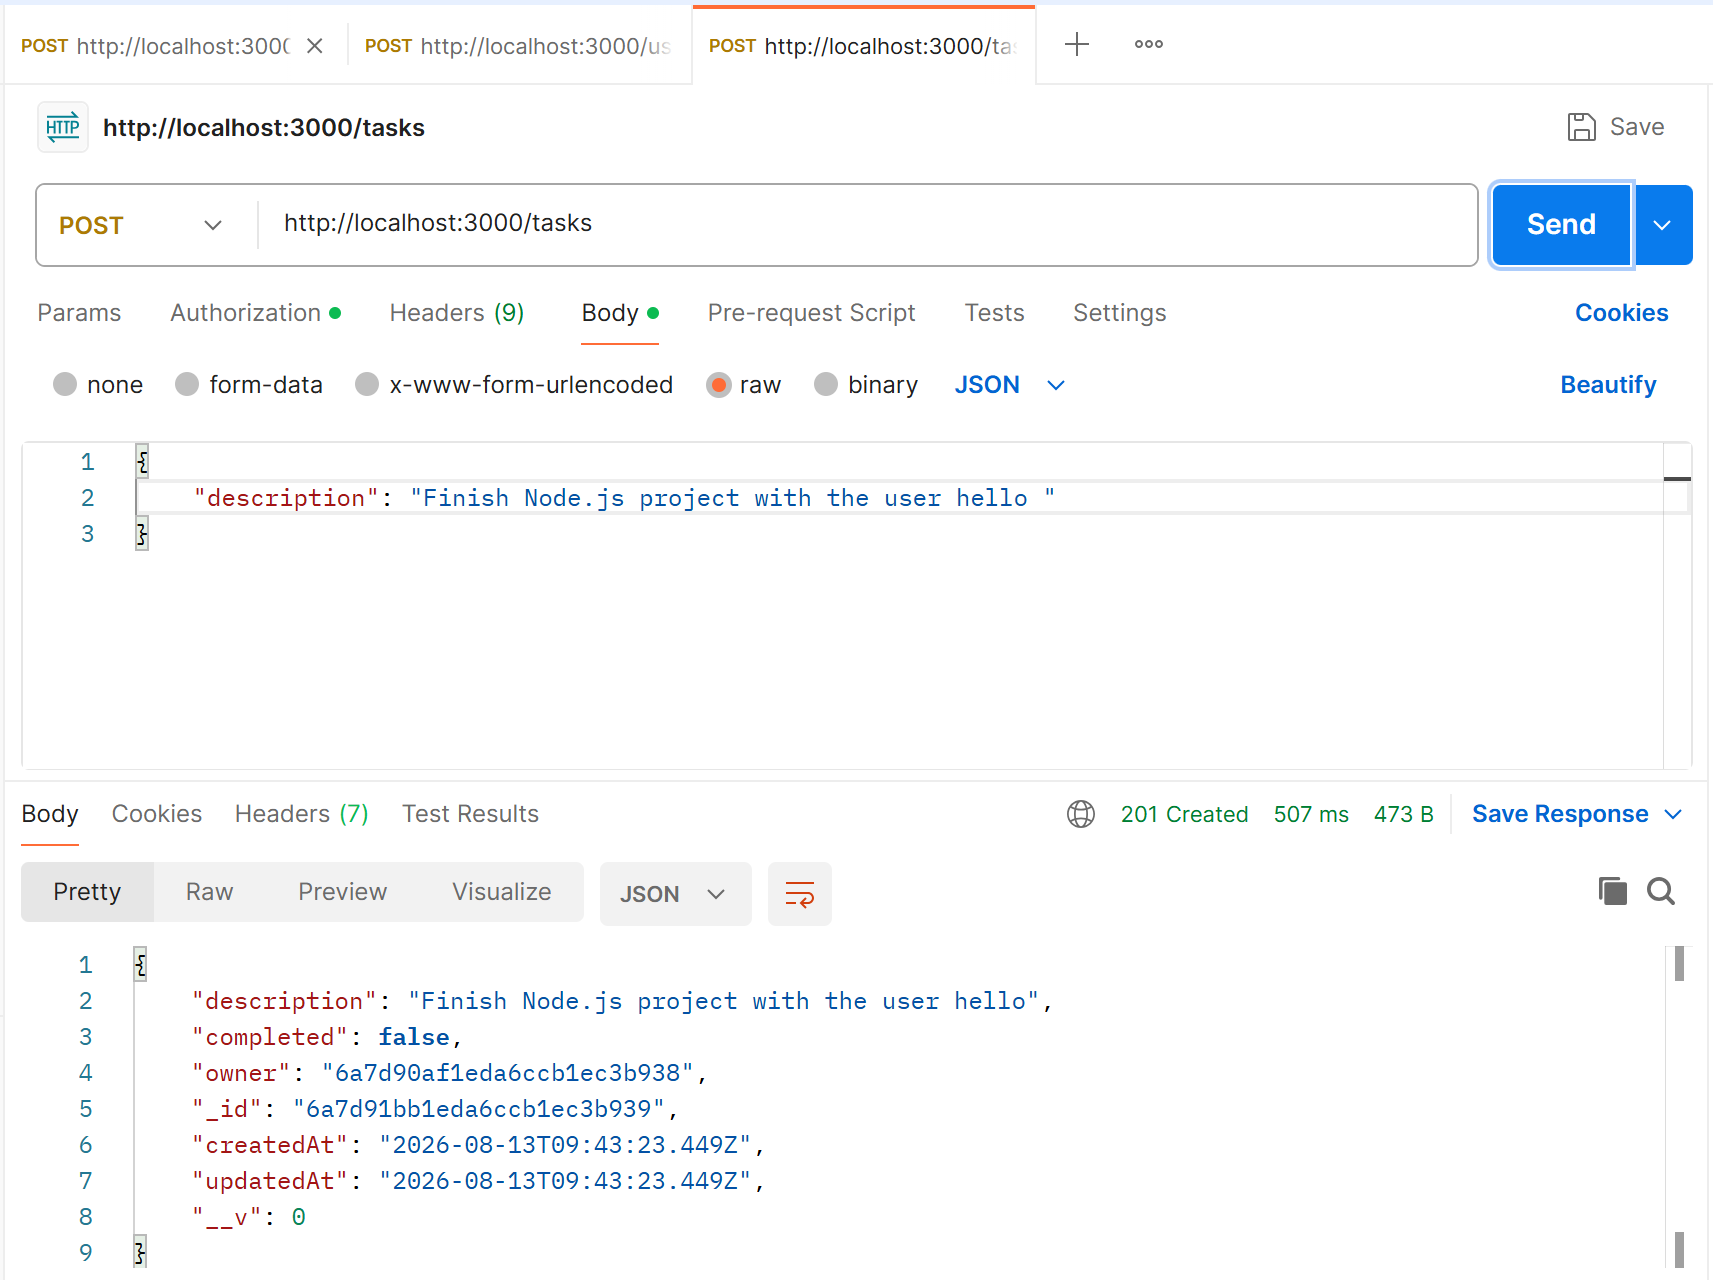 POST http://localhost:300
POST http://localhost:3000/us
POST http://localhost:3000/ta
HTTP http://localhost:3000/tasks
Save
POST http://localhost:3000/tasks
Send
Params Authorization Headers (9) Body Pre-request Script Tests Settings Cookies
none form-data x-www-form-urlencoded raw binary JSON Beautify
1 {
2 "description": "Finish Node.js project with the user hello "
3 }
Body Cookies Headers (7) Test Results 201 Created 507 ms 473 B Save Response
Pretty Raw Preview Visualize JSON
1 {
2 "description": "Finish Node.js project with the user hello",
3 "completed": false,
4 "owner": "6a7d90af1eda6ccb1ec3b938",
5 "_id": "6a7d91bb1eda6ccb1ec3b939",
6 "createdAt": "2026-08-13T09:43:23.449Z",
7 "updatedAt": "2026-08-13T09:43:23.449Z",
8 "__v": 0
9 }